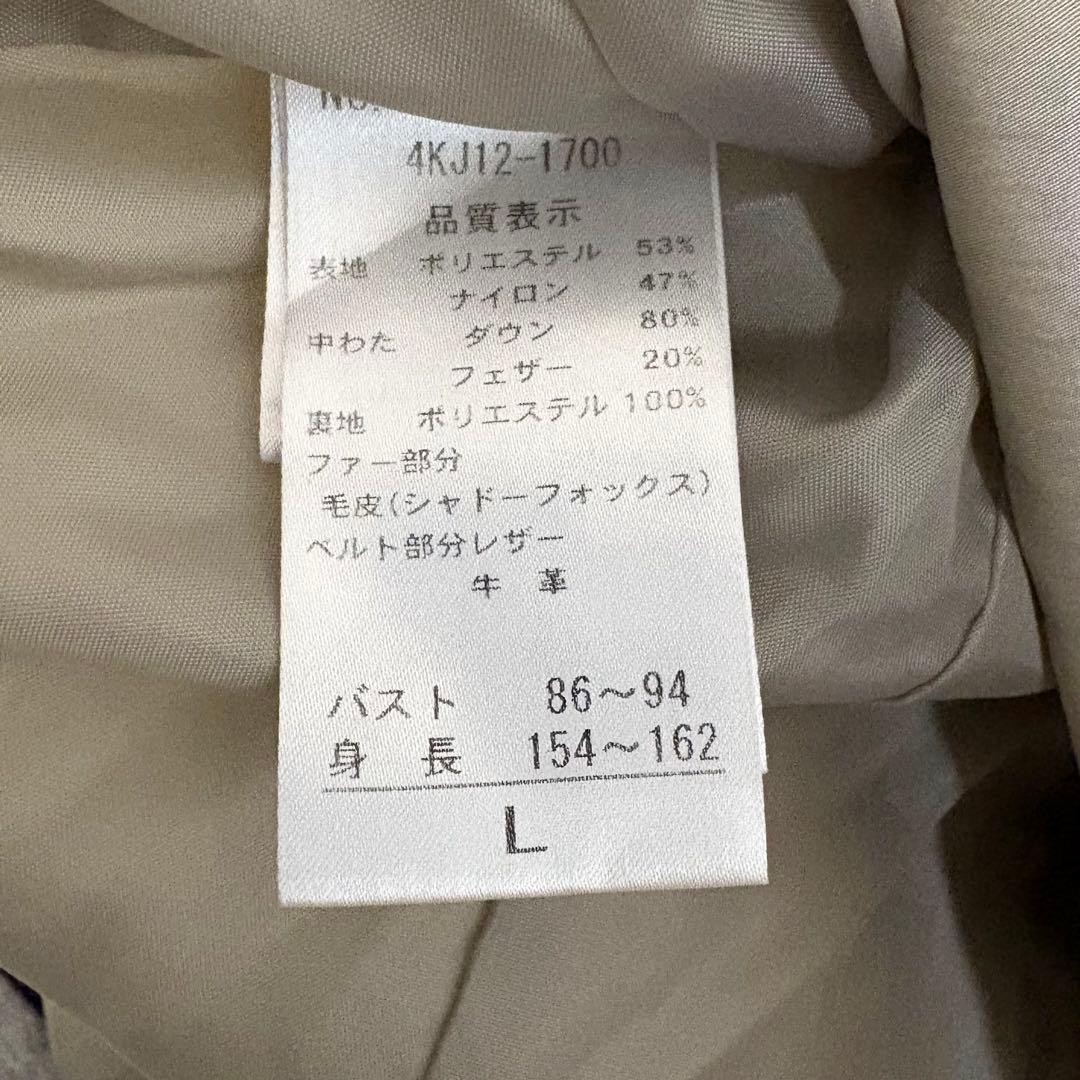 No.
4KJ12-1700
品質表示
表地 ポリエステル 53%
ナイロン 47%
中わた ダウン 80%
フェザー 20%
裏地 ポリエステル 100%
ファー部分
毛皮(シャドーフォックス)
ベルト部分レザー
牛 革
バスト 86～94
身 長 154～162
L